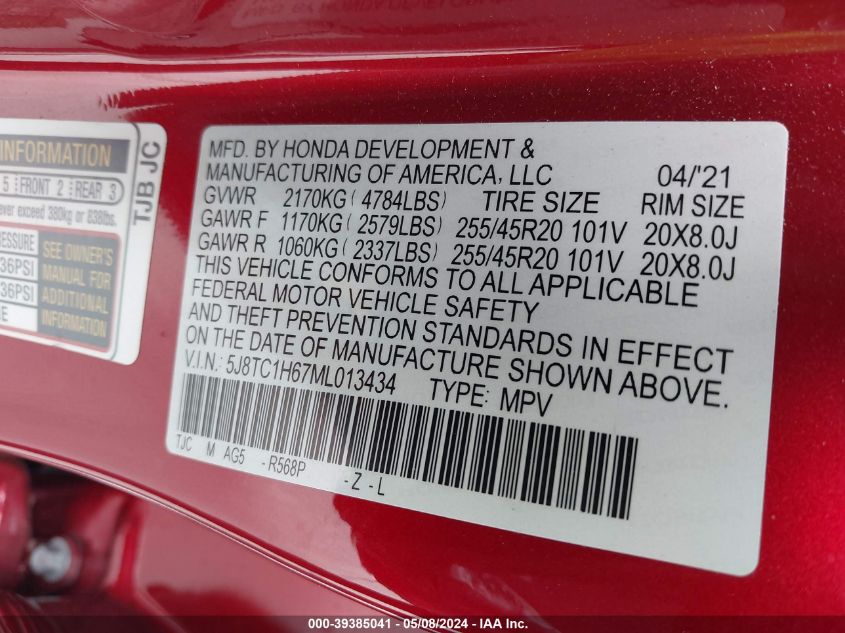 INFORMATION
5 FRONT 2 REAR 3
ever exceed 380kg or 838lbs.
PRESSURE
36PSI
36PSI
SEE OWNER'S
MANUAL FOR
ADDITIONAL
INFORMATION
TJB JC
MFD. BY HONDA DEVELOPMENT &
MANUFACTURING OF AMERICA, LLC 04/'21
GVWR 2170KG ( 4784LBS) TIRE SIZE RIM SIZE
GAWR F 1170KG ( 2579LBS) 255/45R20 101V 20X8.0J
GAWR R 1060KG ( 2337LBS) 255/45R20 101V 20X8.0J
THIS VEHICLE CONFORMS TO ALL APPLICABLE
FEDERAL MOTOR VEHICLE SAFETY
AND THEFT PREVENTION STANDARDS IN EFFECT
ON THE DATE OF MANUFACTURE SHOWN ABOVE.
V.I.N.: 5J8TC1H67ML013434 TYPE: MPV
TJC M AG5 -R568P -Z-L
000-39385041 - 05/08/2024 - IAA Inc.